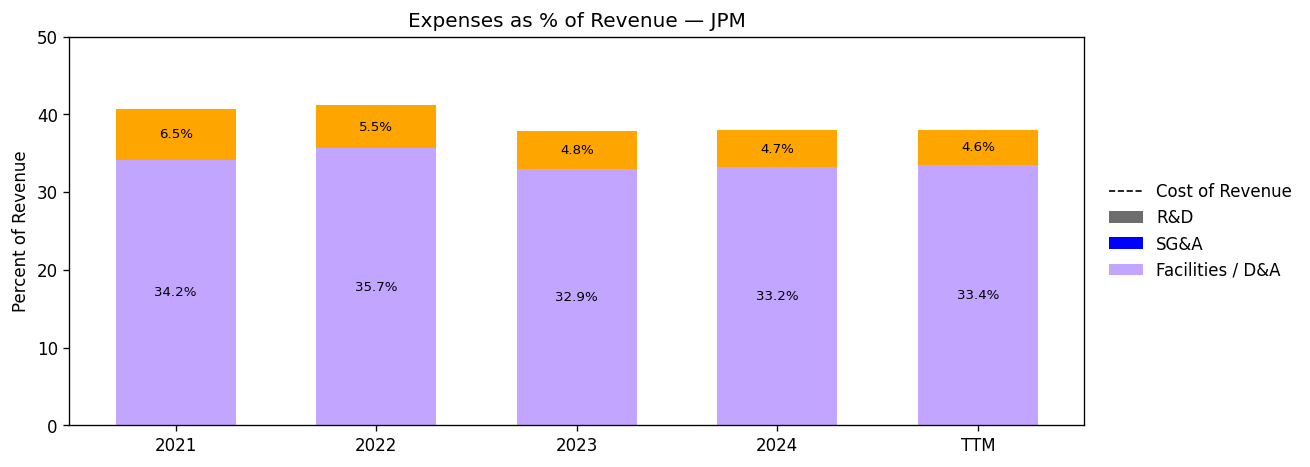 Expenses as % of Revenue — JPM
Percent of Revenue
50
40
30
20
10
0
6.5%
5.5%
4.8%
4.7%
4.6%
34.2%
35.7%
32.9%
33.2%
33.4%
2021
2022
2023
2024
TTM
Cost of Revenue
R&D
SG&A
Facilities / D&A